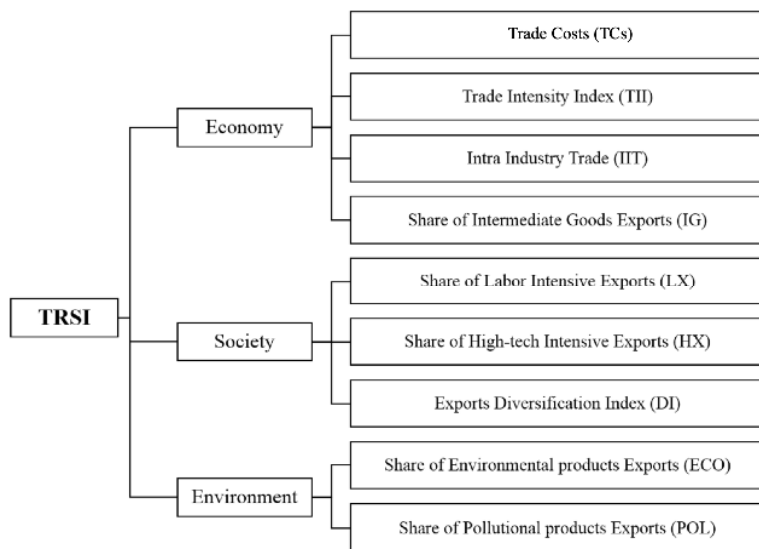 Trade Costs (TCs)
Trade Intensity Index (TII)
Economy
Intra Industry Trade (IIT)
Share of Intermediate Goods Exports (IG)
Share of Labor Intensive Exports (LX)
TRSI
Society
Share of High-tech Intensive Exports (HX)
Exports Diversification Index (DI)
Share of Environmental products Exports (ECO)
Environment
Share of Pollutional products Exports (POL)